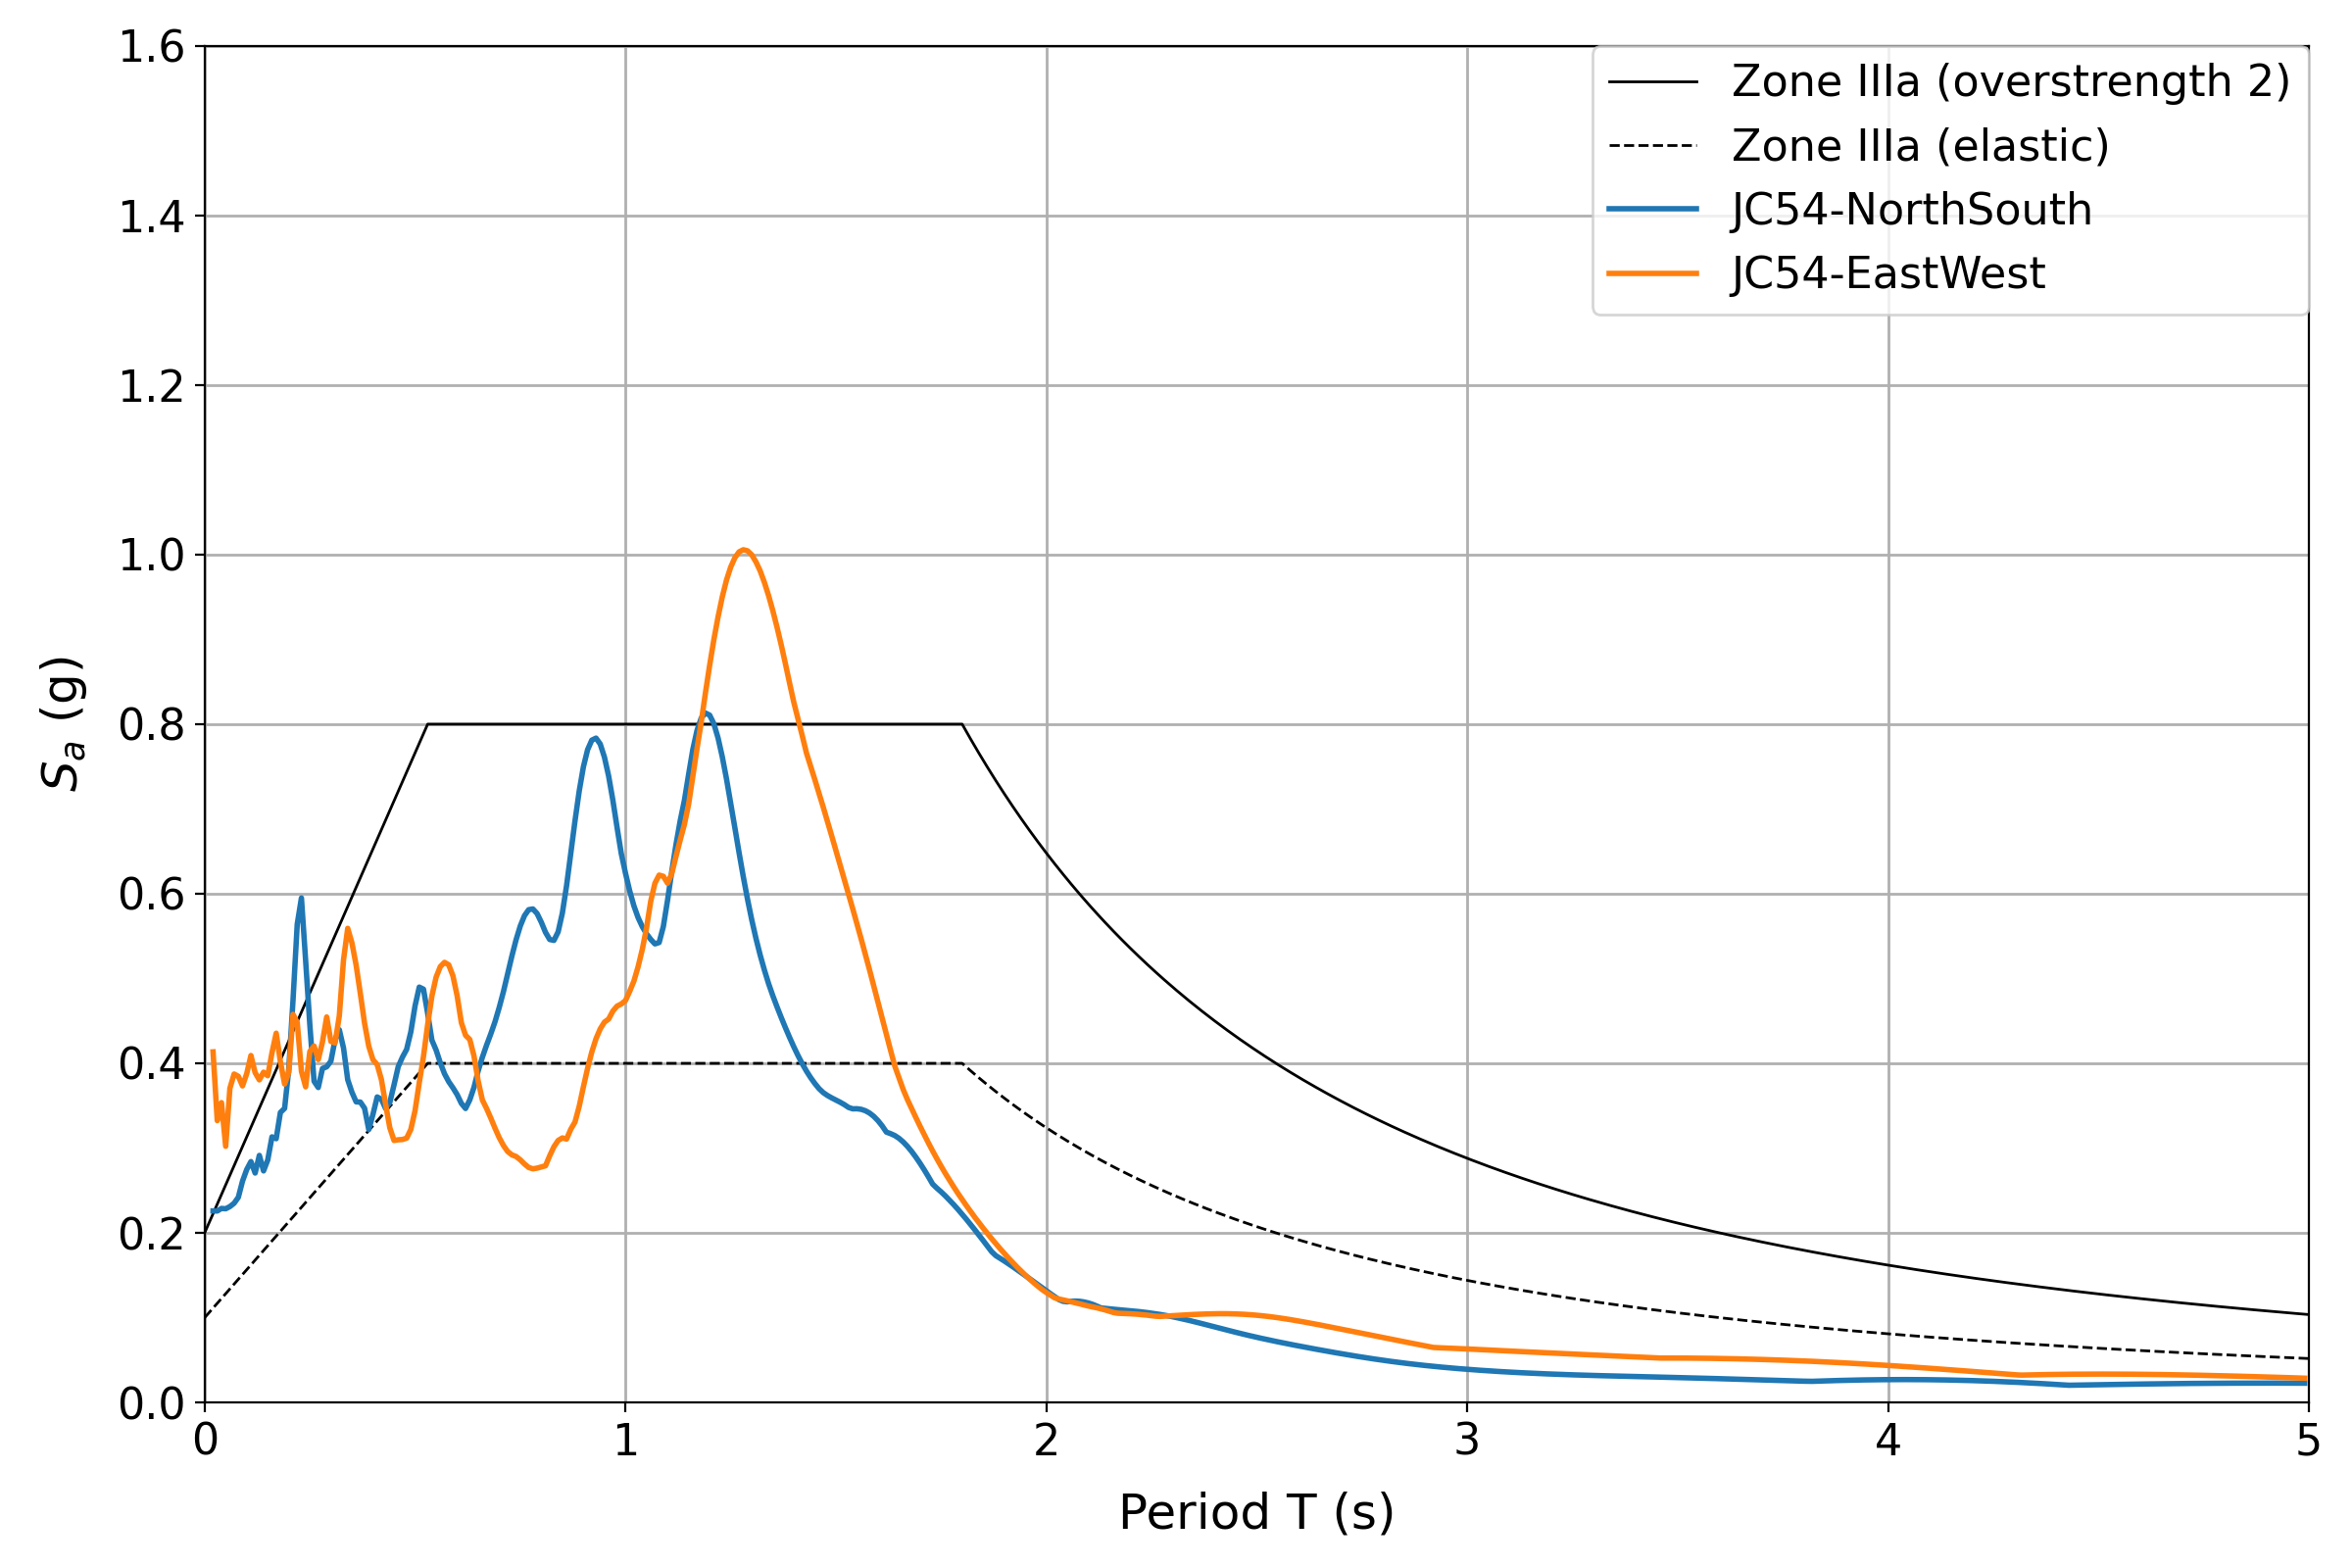 1.6
1.4
1.2
1.0
0.8
0.6
0.4
0.2
0.0
Sa (g)
Zone IIIa (overstrength 2)
Zone IIIa (elastic)
JC54-NorthSouth
JC54-EastWest
0 1 2 3 4 5
Period T (s)